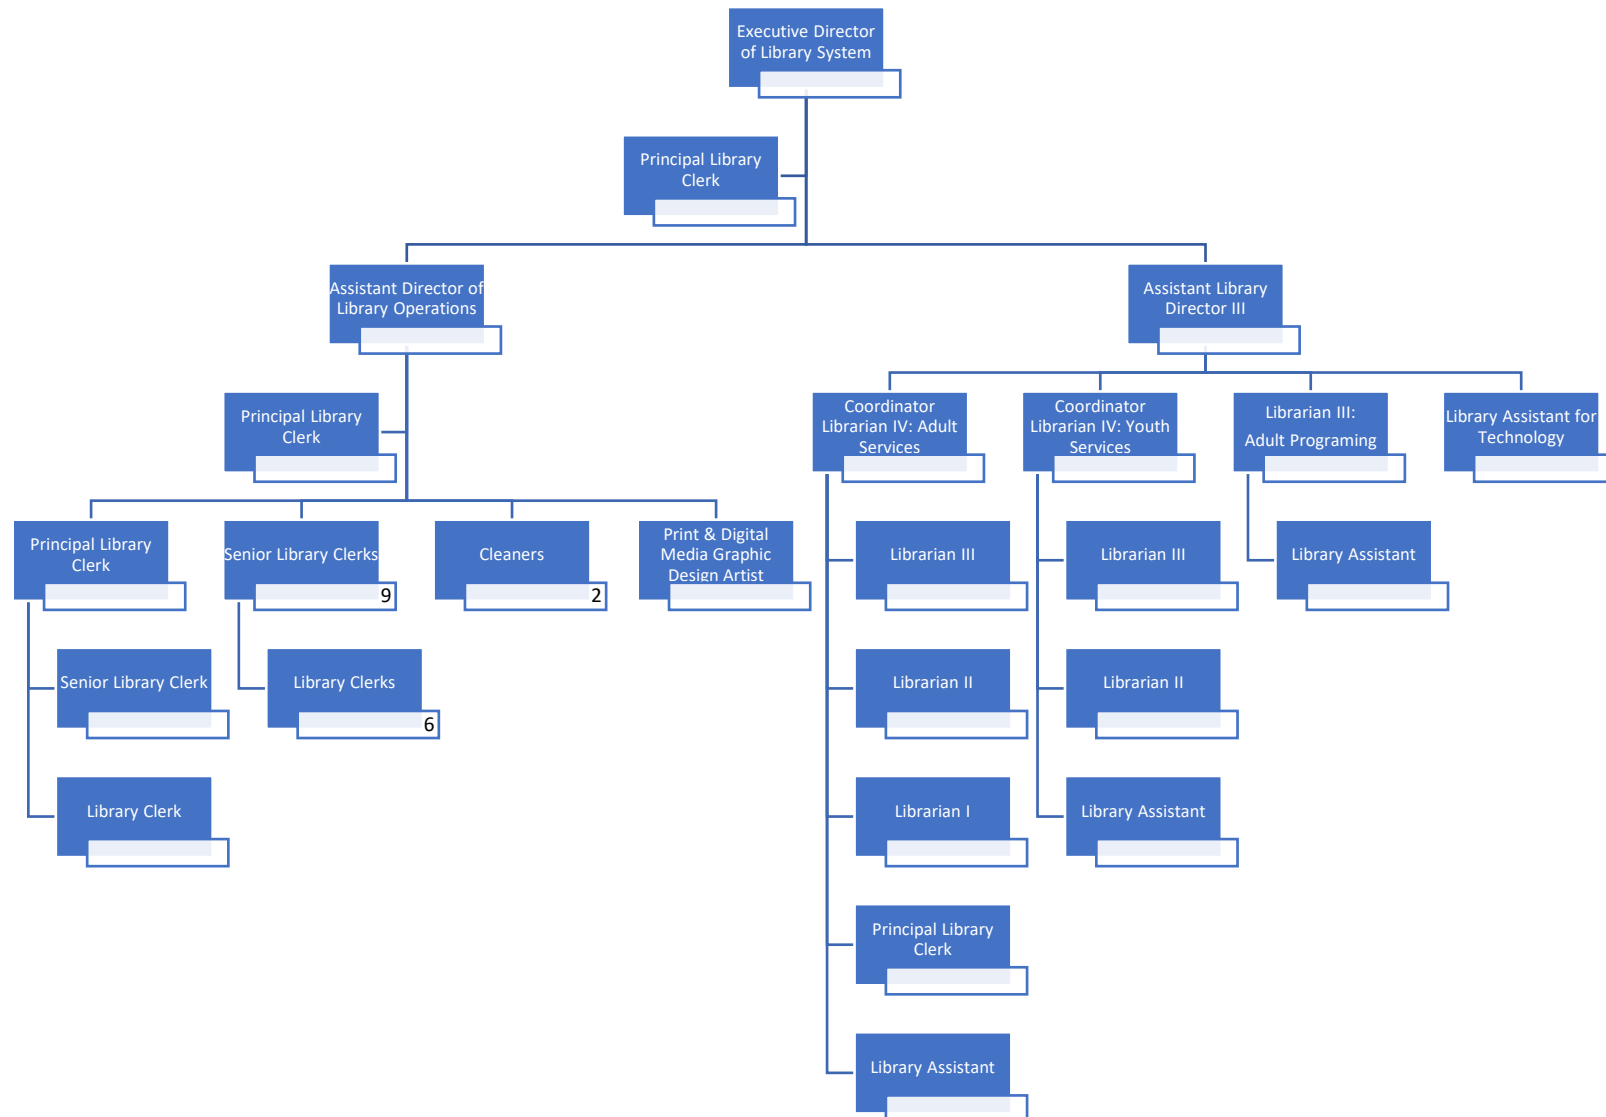 Executive Director
of Library System
Principal Library
Clerk
Assistant Director of
Library Operations
Assistant Library
Director III
Principal Library
Clerk
Coordinator
Librarian IV: Adult
Services
Coordinator
Librarian IV: Youth
Services
Librarian III:
Adult Programing
Library Assistant for
Technology
Principal Library
Clerk
Senior Library Clerks
9
Cleaners
2
Print & Digital
Media Graphic
Design Artist
Librarian III
Librarian III
Library Assistant
Senior Library Clerk
Library Clerks
6
Librarian II
Librarian II
Library Clerk
Librarian I
Library Assistant
Principal Library
Clerk
Library Assistant